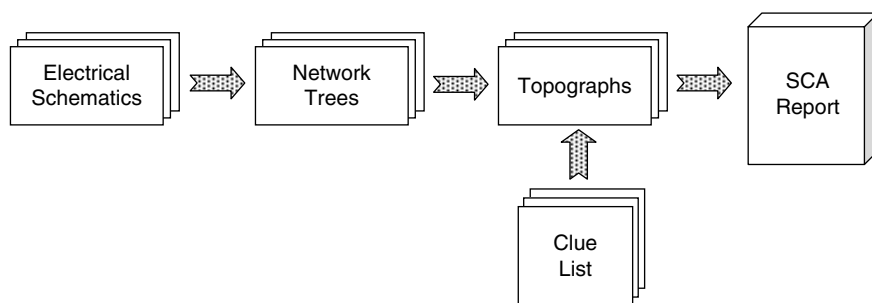 Electrical
Schematics
Network
Trees
Topographs
SCA
Report
Clue
List